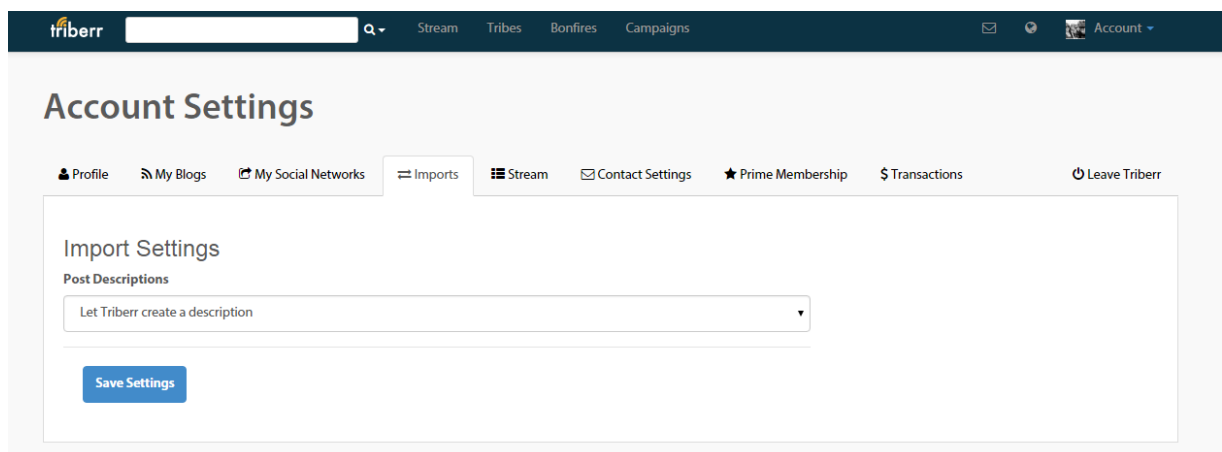 triberr Stream Tribes Bonfires Campaigns Account
Account Settings
Profile My Blogs My Social Networks Imports Stream Contact Settings Prime Membership $ Transactions Leave Triberr
Import Settings
Post Descriptions
Let Triberr create a description
Save Settings